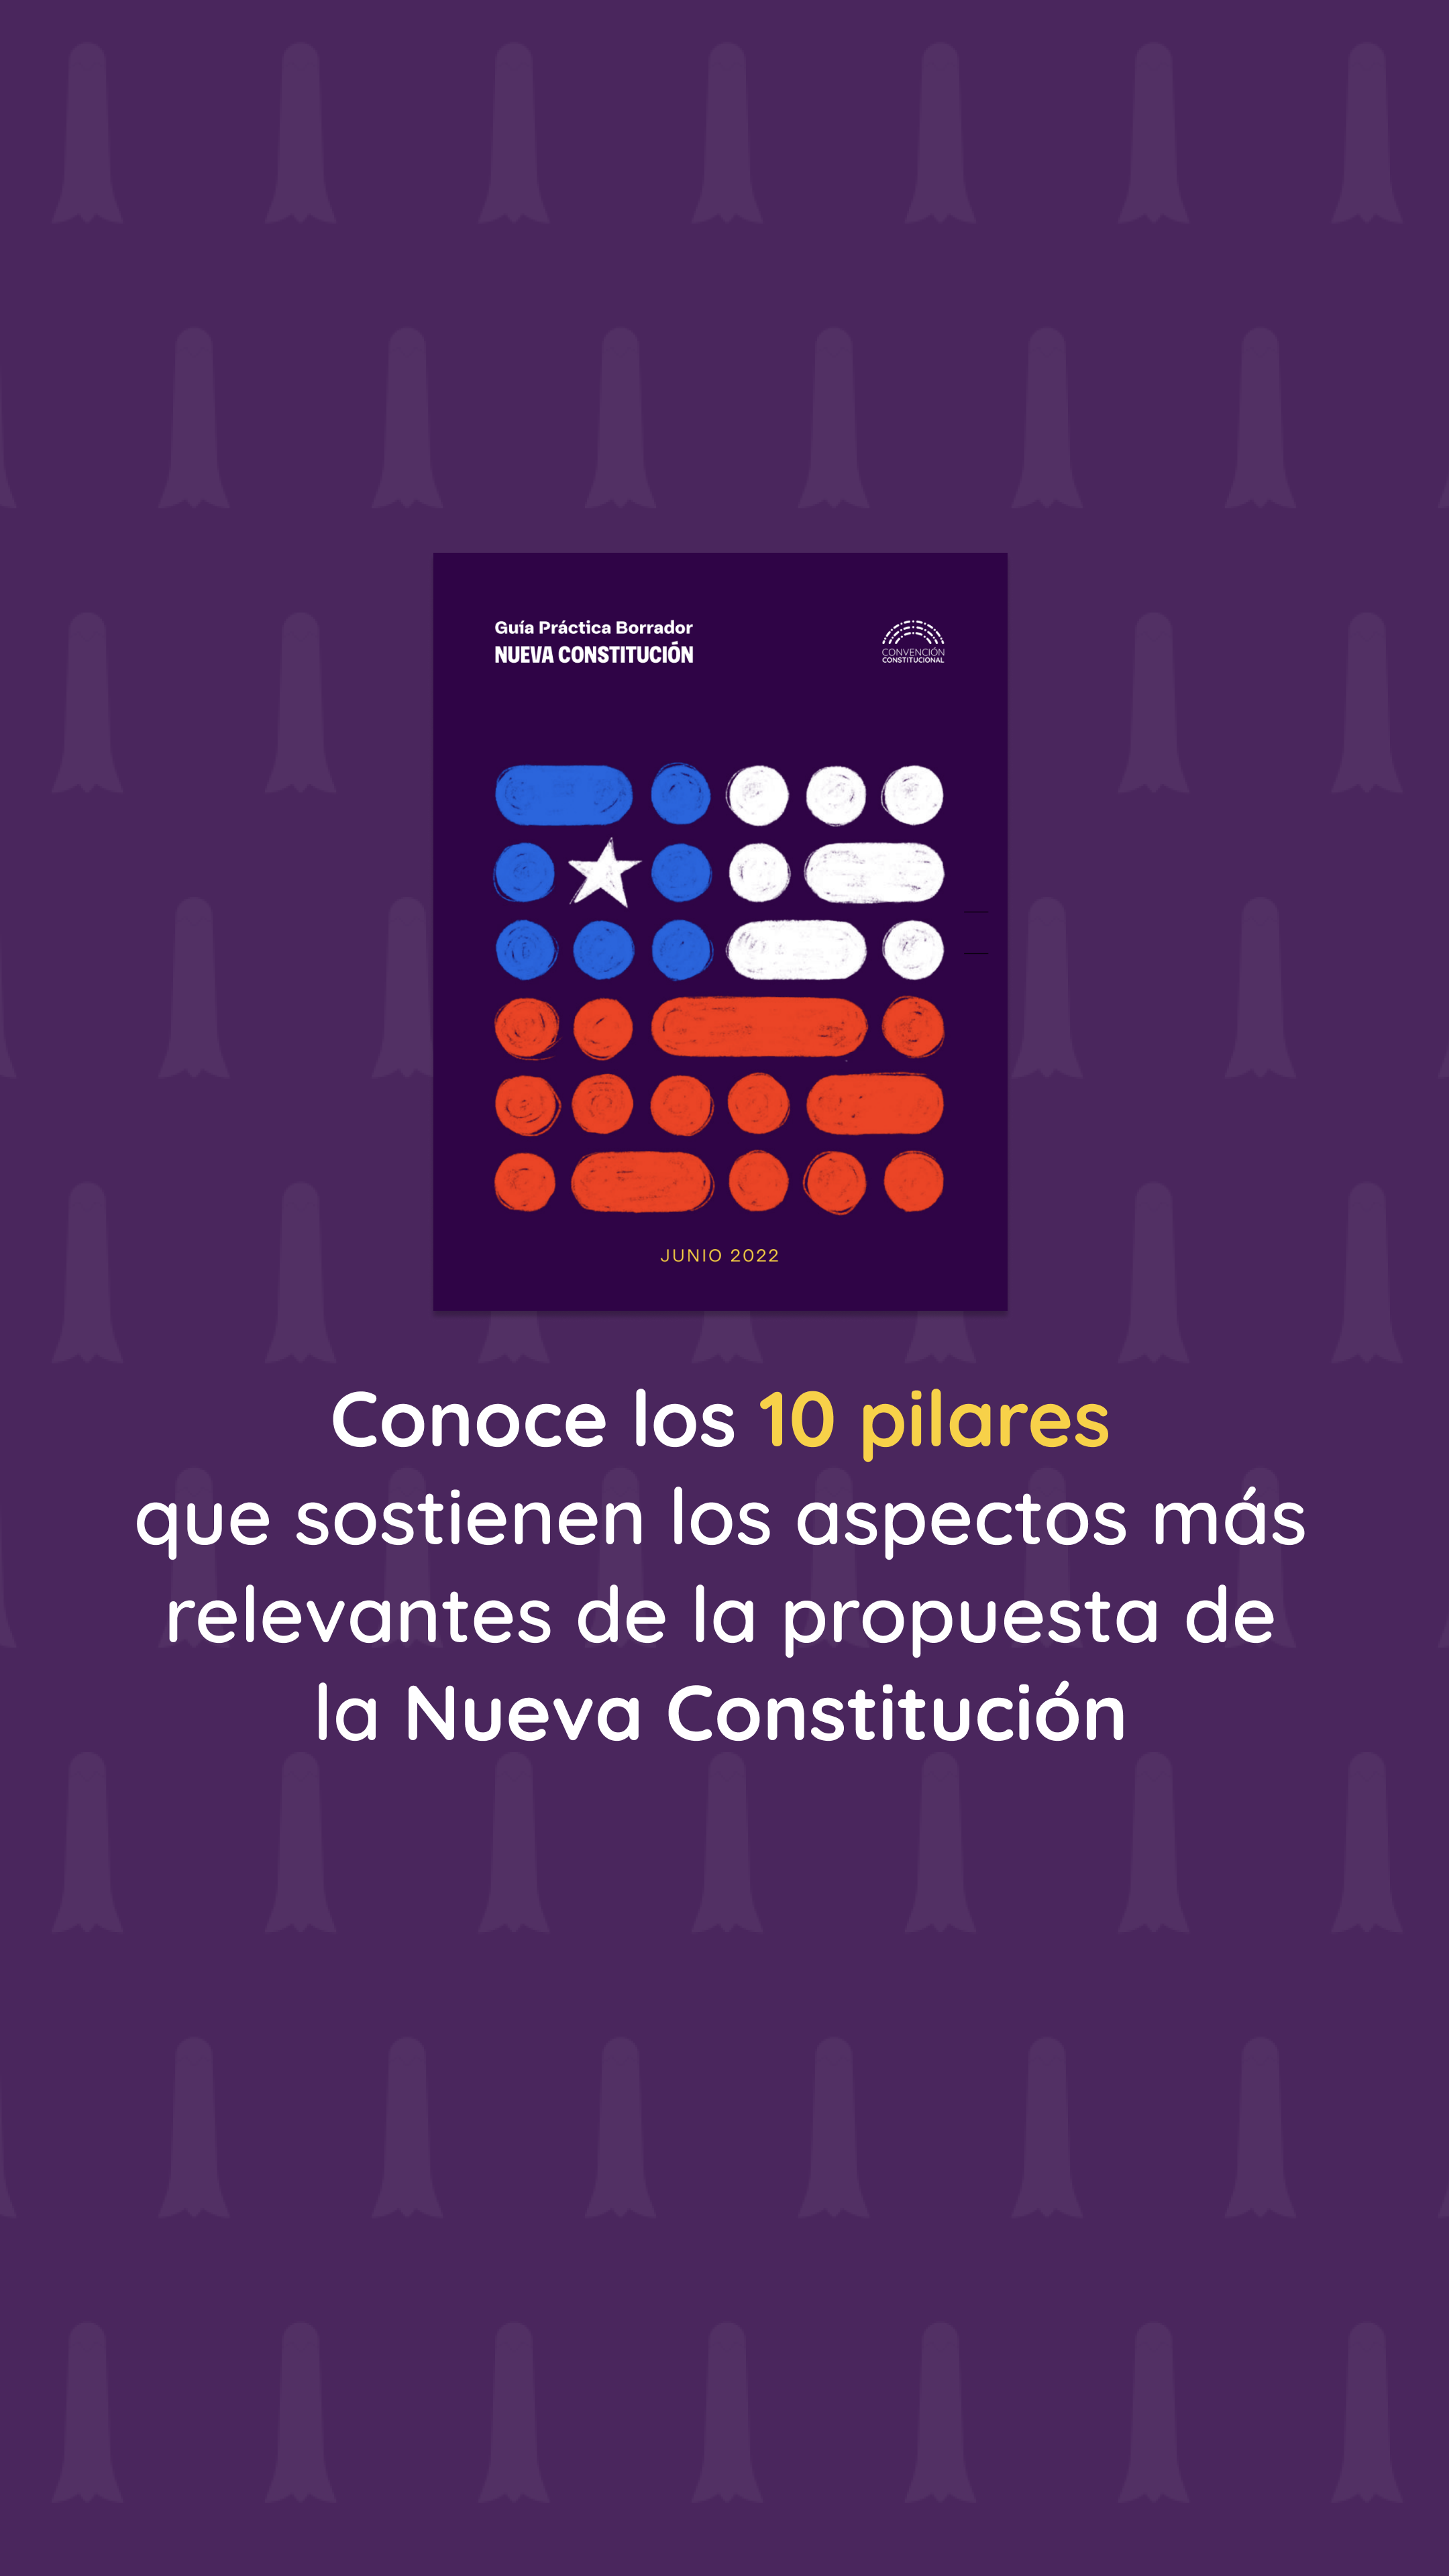 Guía Práctica Borrador
NUEVA CONSTITUCIÓN
CONVENCIÓN
CONSTITUCIONAL
JUNIO 2022
Conoce los 10 pilares
que sostienen los aspectos más
relevantes de la propuesta de
la Nueva Constitución